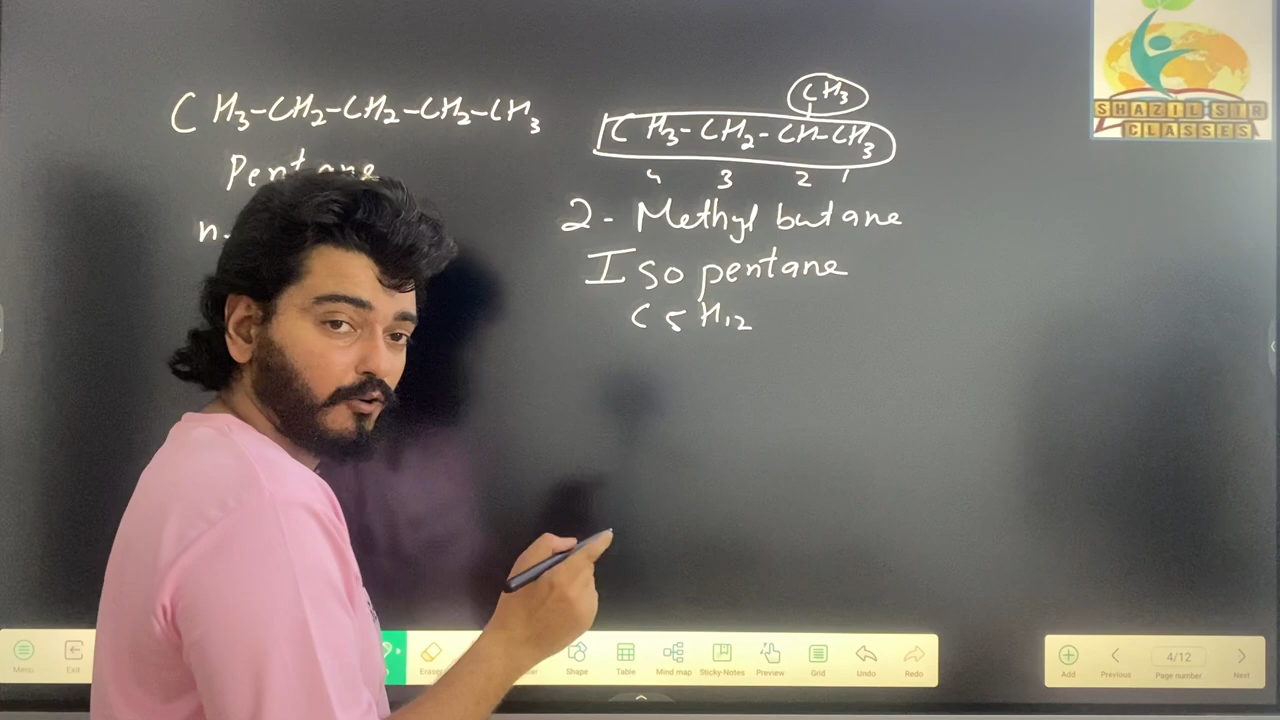 CH3-CH2-CH2-CH2-CH3
Pentane
n-
CH3
CH3-CH2-CH-CH3
4 3 2 1
2- Methyl butane
Iso pentane
C5H12
SHAZIL SIR
CLASSES
Menu
Exit
Eraser
Shape
Table
Mind map
Sticky-Notes
Preview
Grid
Undo
Redo
Add
Previous
4/12
Page number
Next